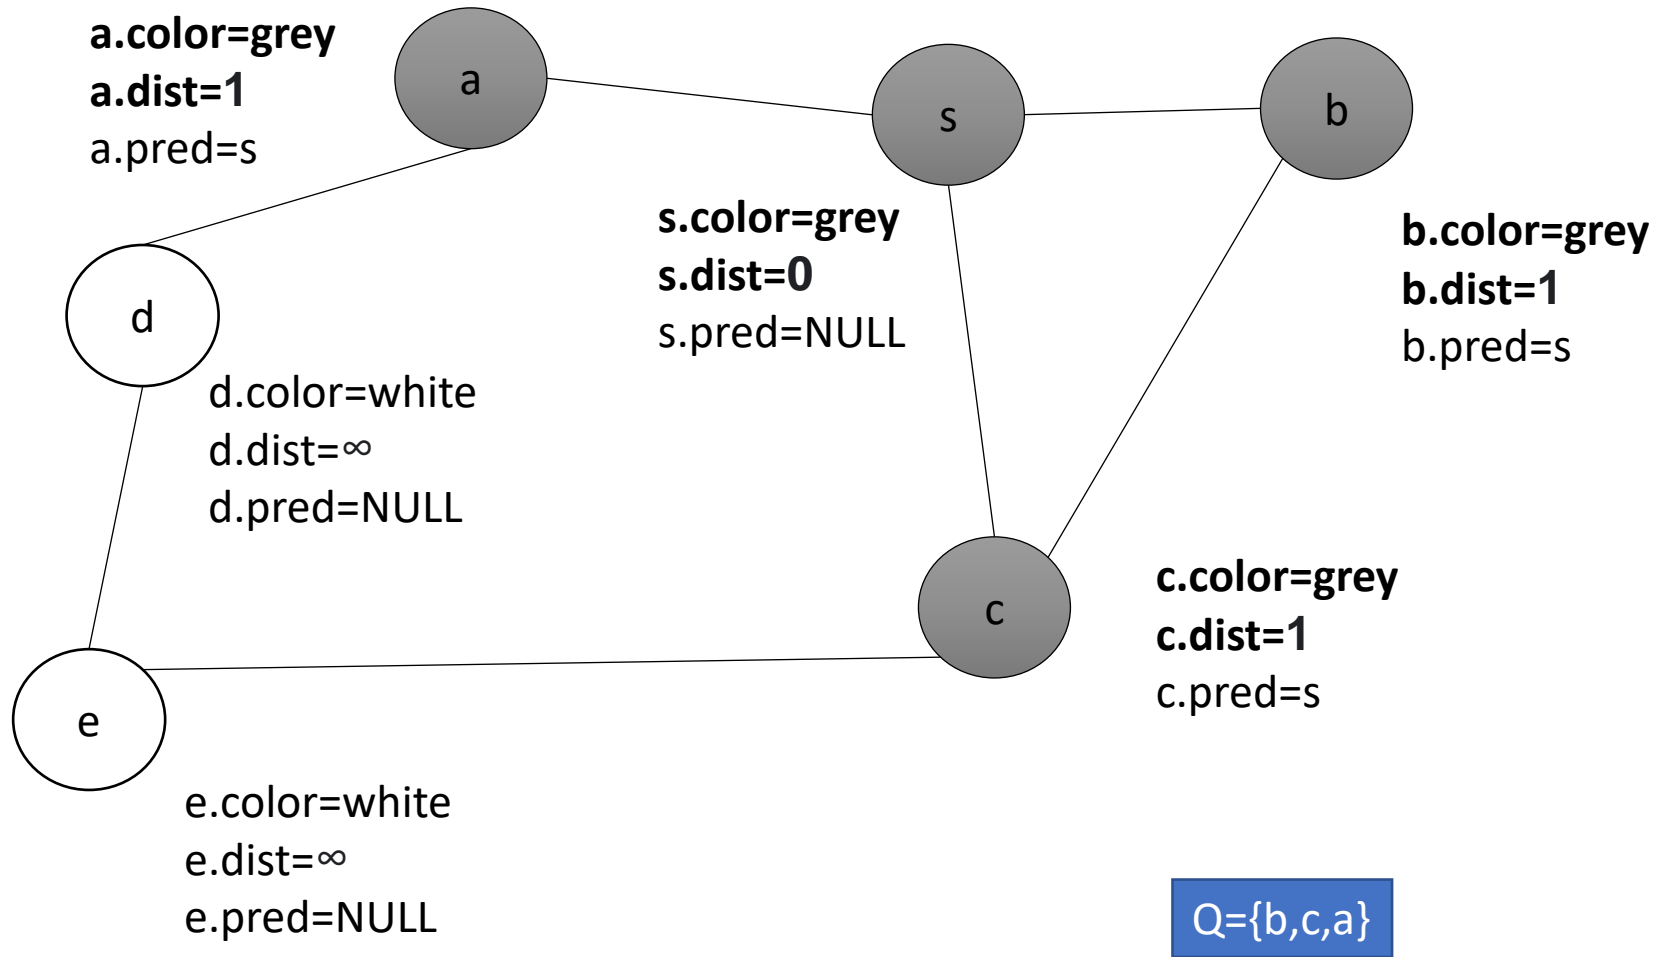 a.color=grey
a.dist=1
a.pred=s
a
s
b
s.color=grey
s.dist=0
s.pred=NULL
b.color=grey
b.dist=1
b.pred=s
d
d.color=white
d.dist=∞
d.pred=NULL
c
c.color=grey
c.dist=1
c.pred=s
e
e.color=white
e.dist=∞
e.pred=NULL
Q={b,c,a}